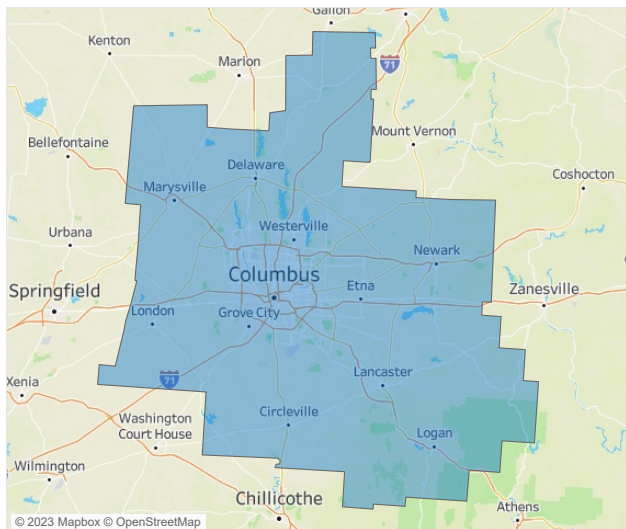 Galion
Kenton
Marion
71
Mount Vernon
Bellefontaine
Delaware
Coshocton
Marysville
Urbana
Westerville
Newark
Columbus
Etna
Springfield
Zanesville
London
Grove City
71
Lancaster
Xenia
Circleville
Washington
Court House
Logan
Wilmington
Chillicothe
Athens
© 2023 Mapbox © OpenStreetMap